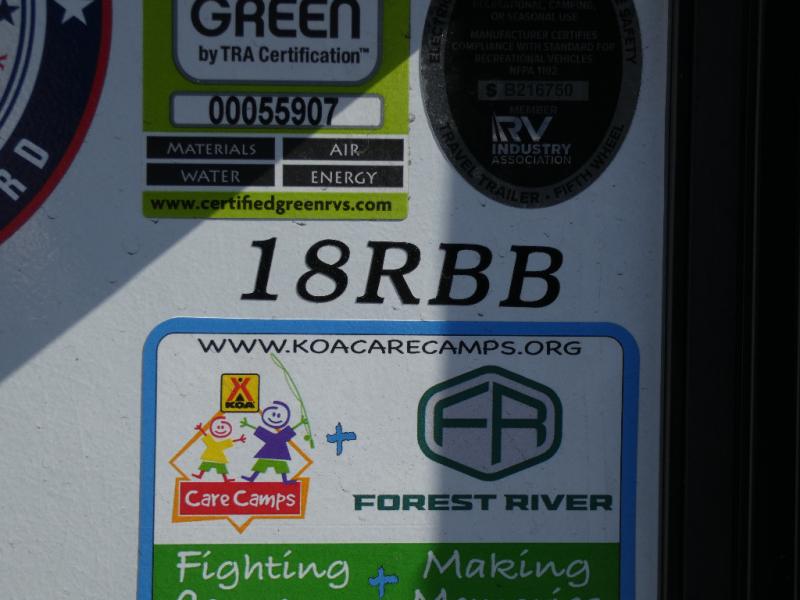 GREEN
by TRA Certification™
00055907
MATERIALS AIR
WATER ENERGY
www.certifiedgreenrvs.com
RD
RECREATIONAL, CAMPING,
OR SEASONAL USE
MANUFACTURER CERTIFIES
COMPLIANCE WITH STANDARD FOR
RECREATIONAL VEHICLES
NFPA 1192
$ B216750
MEMBER
RV
INDUSTRY
ASSOCIATION
SAFETY
TRAVEL TRAILER • FIFTH WHEEL
18RBB
WWW.KOACARECAMPS.ORG
KOA
Care Camps
+
FR
FOREST RIVER
Fighting + Making